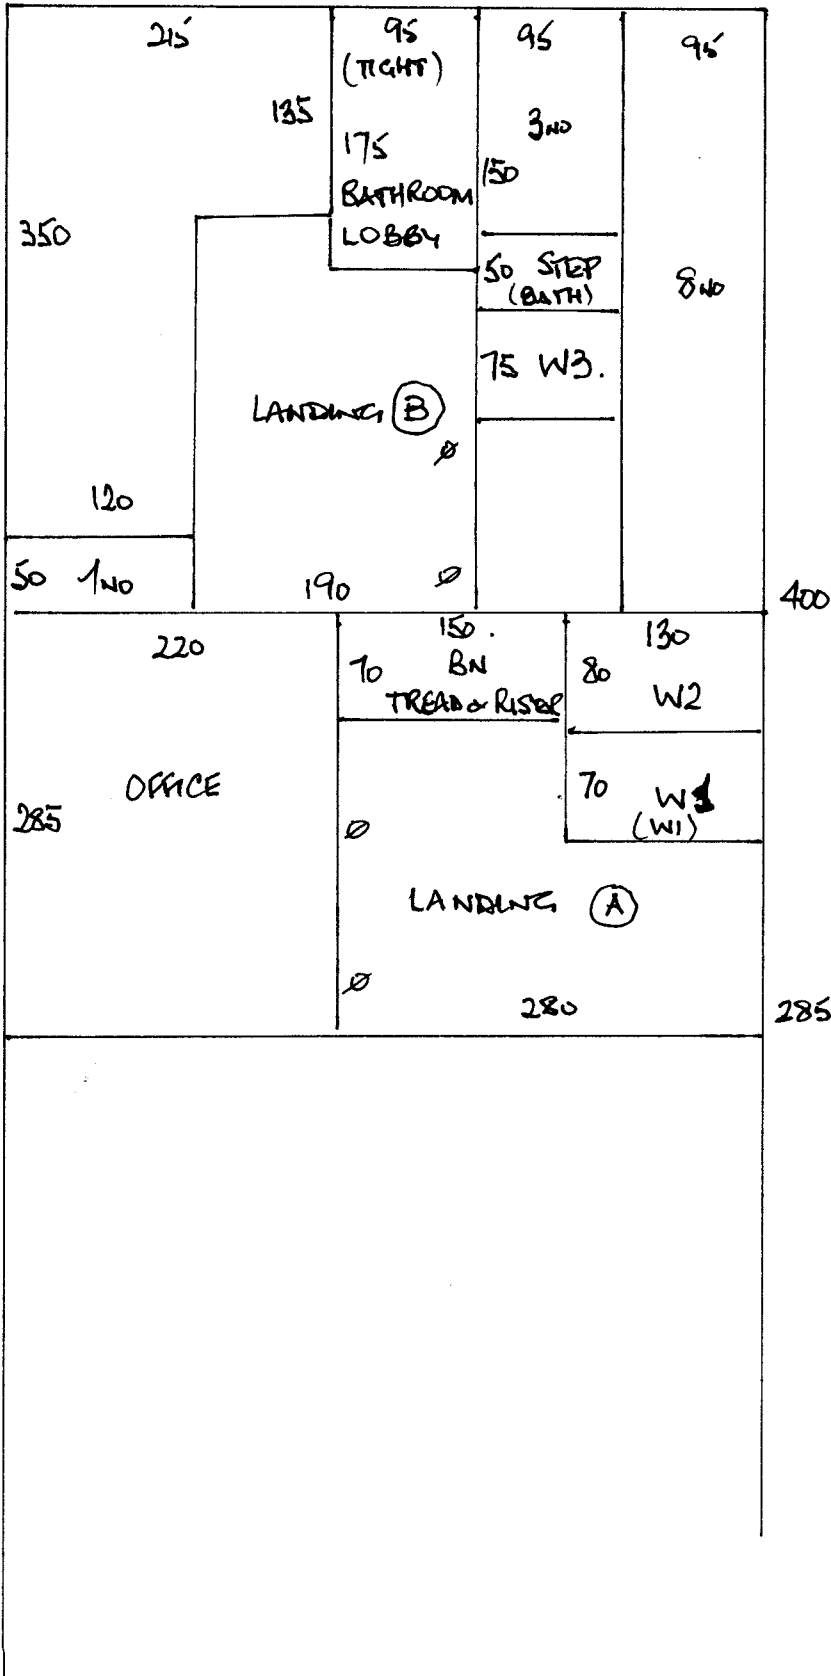 215
95
(TIGHT)
95
95
135
3NO
175
BATHROOM
LOBBY
150
350
50 STEP
(BATH)
8NO
75 W3.
LANDING B
Ø
120
50 1NO
190
Ø
400
220
150.
130
70
BN
TREAD & RISER
80
W2
OFFICE
70
W1
(W1)
285
Ø
LANDING A
Ø
280
285